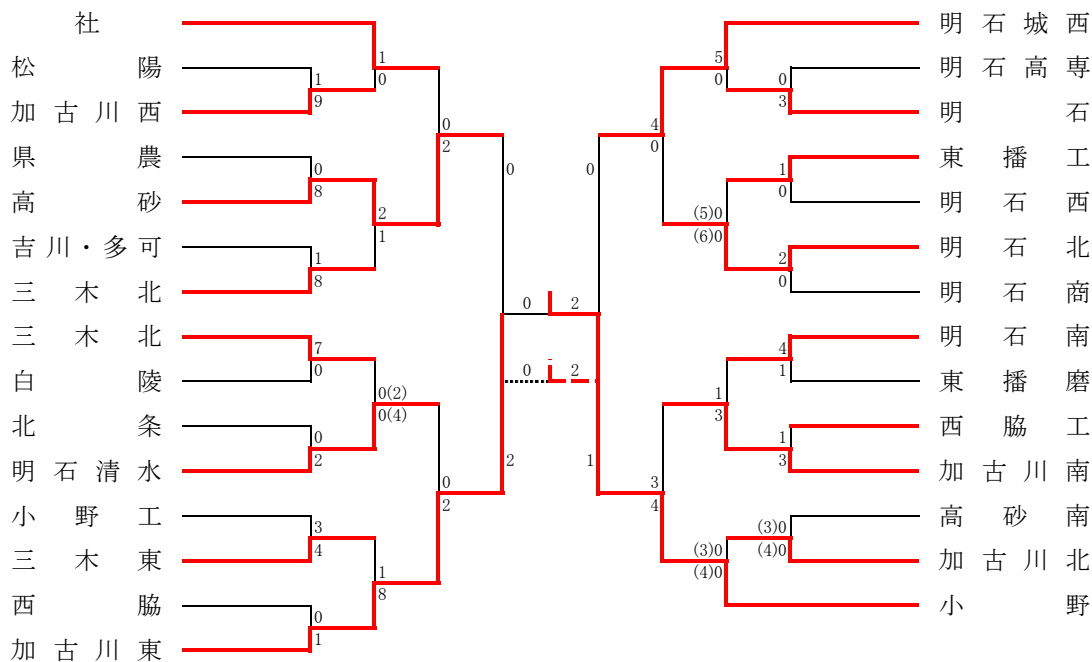 社
松陽
加古川西
県農
高砂
吉川・多可
三木北
三木北
白陵
北条
明石清水
小野工
三木東
西脇
加古川東
1
9
0
8
1
8
7
0
0
2
3
4
0
1
1
0
2
1
0(2)
0(4)
1
8
0
2
0
2
0
2
0
2
0
2
0
1
4
0
3
4
5
0
(5)0
(6)0
1
3
(3)0
(4)0
0
3
1
0
2
0
4
1
1
3
(3)0
(4)0
明石城西
明石高専
明石
東播工
明石西
明石北
明石商
明石南
東播磨
西脇工
加古川南
高砂南
加古川北
小野